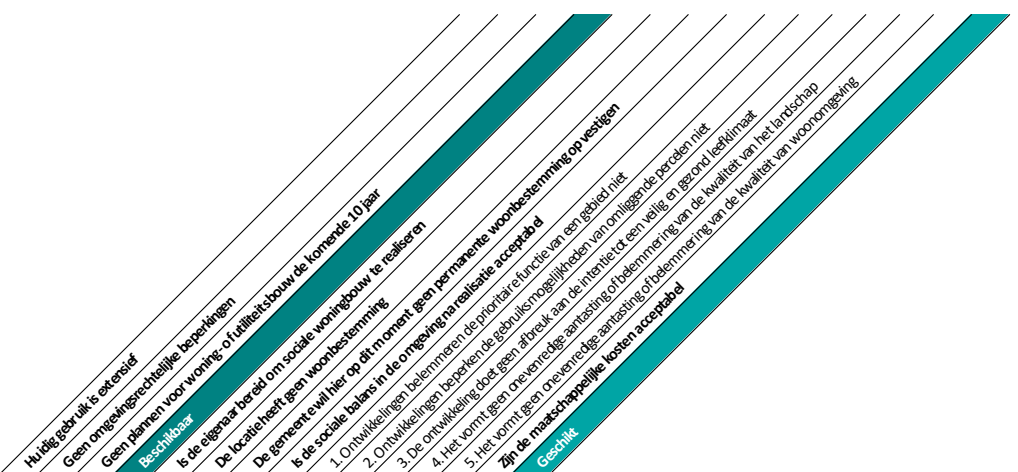 Huidig gebruik is extensief
Geen omgevingsrechtelijke beperkingen
Geen plannen voor woning- of utiliteitsbouw de komende 10 jaar
Beschikbaar
Is de eigenaar bereid om sociale woningbouw te realiseren
De locatie heeft geen woonbestemming
De gemeente wil hier op dit moment geen permanente woonbestemming op vestigen
Is de sociale balans in de omgeving na realisatie acceptabel
1. Ontwikkelingen belemmeren de prioritaire functie van een gebied niet
2. Ontwikkelingen beperken de gebruiksmogelijkheden van omliggende percelen niet
3. De ontwikkeling doet geen afbreuk aan de intentie tot een veilig en gezond leefklimaat
4. Het vormt geen onevenredige aantasting of belemmering van de kwaliteit van het landschap
5. Het vormt geen onevenredige aantasting of belemmering van de kwaliteit van woonomgeving
Zijn de maatschappelijke kosten acceptabel
Geschikt